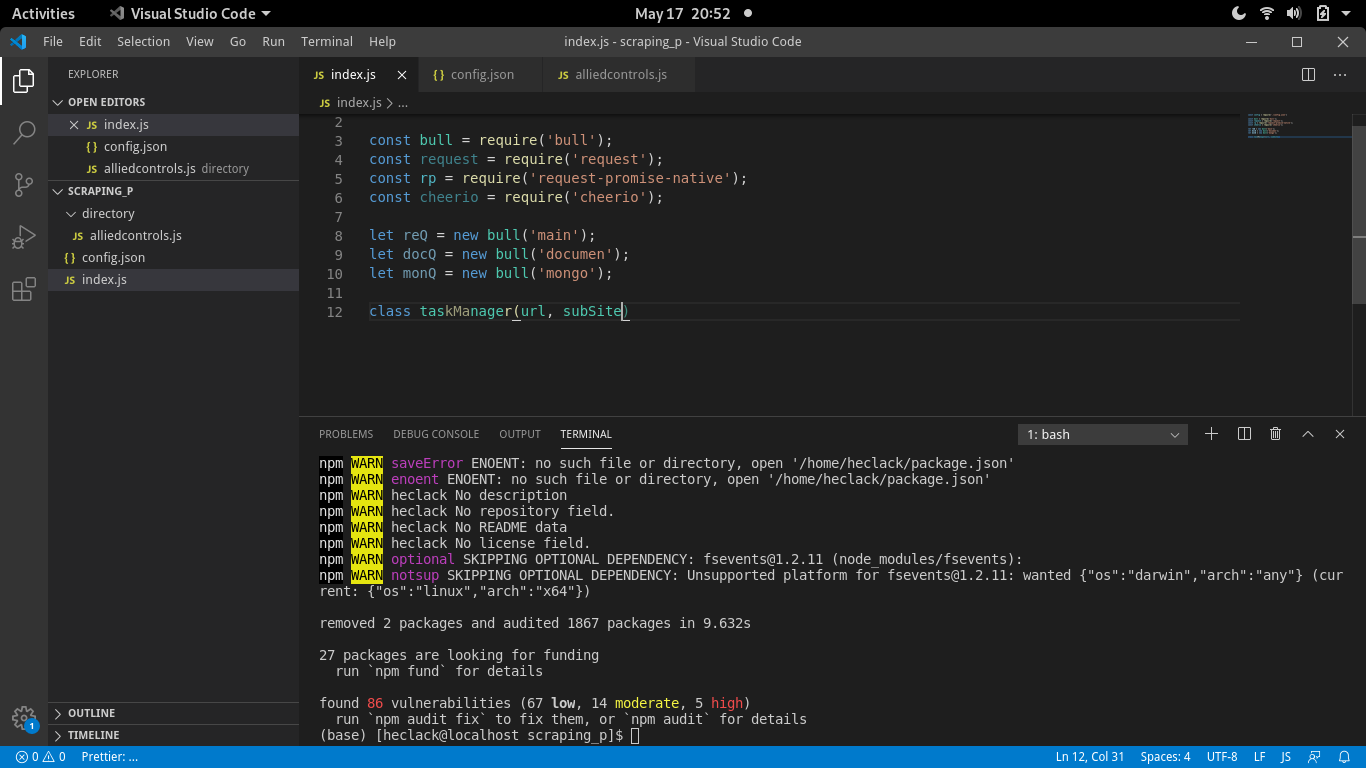 Activities
Visual Studio Code
May 17 20:52
File Edit Selection View Go Run Terminal Help
index.js - scraping_p - Visual Studio Code
EXPLORER
OPEN EDITORS
JS index.js
{} config.json
JS alliedcontrols.js directory
SCRAPING_P
directory
JS alliedcontrols.js
{} config.json
JS index.js
OUTLINE
TIMELINE
1
JS index.js
{} config.json
JS alliedcontrols.js
JS index.js > ...
2
3 const bull = require('bull');
4 const request = require('request');
5 const rp = require('request-promise-native');
6 const cheerio = require('cheerio');
7
8 let reQ = new bull('main');
9 let docQ = new bull('documen');
10 let monQ = new bull('mongo');
11
12 class taskManager(url, subSite)
PROBLEMS DEBUG CONSOLE OUTPUT TERMINAL
1: bash
npm WARN saveError ENOENT: no such file or directory, open '/home/heclack/package.json'
npm WARN enoent ENOENT: no such file or directory, open '/home/heclack/package.json'
npm WARN heclack No description
npm WARN heclack No repository field.
npm WARN heclack No README data
npm WARN heclack No license field.
npm WARN optional SKIPPING OPTIONAL DEPENDENCY: fsevents@1.2.11 (node_modules/fsevents):
npm WARN notsup SKIPPING OPTIONAL DEPENDENCY: Unsupported platform for fsevents@1.2.11: wanted {"os":"darwin","arch":"any"} (cur
rent: {"os":"linux","arch":"x64"})
removed 2 packages and audited 1867 packages in 9.632s
27 packages are looking for funding
run `npm fund` for details
found 86 vulnerabilities (67 low, 14 moderate, 5 high)
run `npm audit fix` to fix them, or `npm audit` for details
(base) [heclack@localhost scraping_p]$
0 0 Prettier: ...
Ln 12, Col 31 Spaces: 4 UTF-8 LF JS